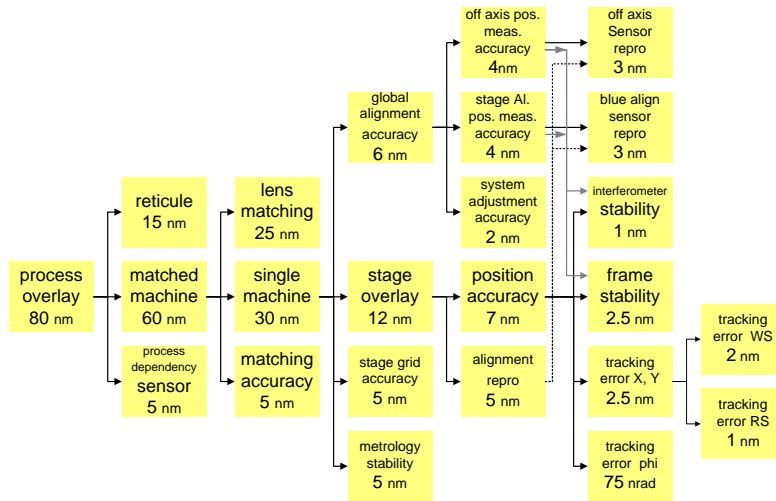 off axis pos.
meas.
accuracy
4nm
off axis
Sensor
repro
3 nm
global
alignment
accuracy
6 nm
stage Al.
pos. meas.
accuracy
4 nm
blue align
sensor
repro
3 nm
reticule
15 nm
lens
matching
25 nm
system
adjustment
accuracy
2 nm
interferometer
stability
1 nm
process
overlay
80 nm
matched
machine
60 nm
single
machine
30 nm
stage
overlay
12 nm
position
accuracy
7 nm
frame
stability
2.5 nm
tracking
error WS
2 nm
process
dependency
sensor
5 nm
matching
accuracy
5 nm
stage grid
accuracy
5 nm
alignment
repro
5 nm
tracking
error X, Y
2.5 nm
tracking
error RS
1 nm
metrology
stability
5 nm
tracking
error phi
75 nrad